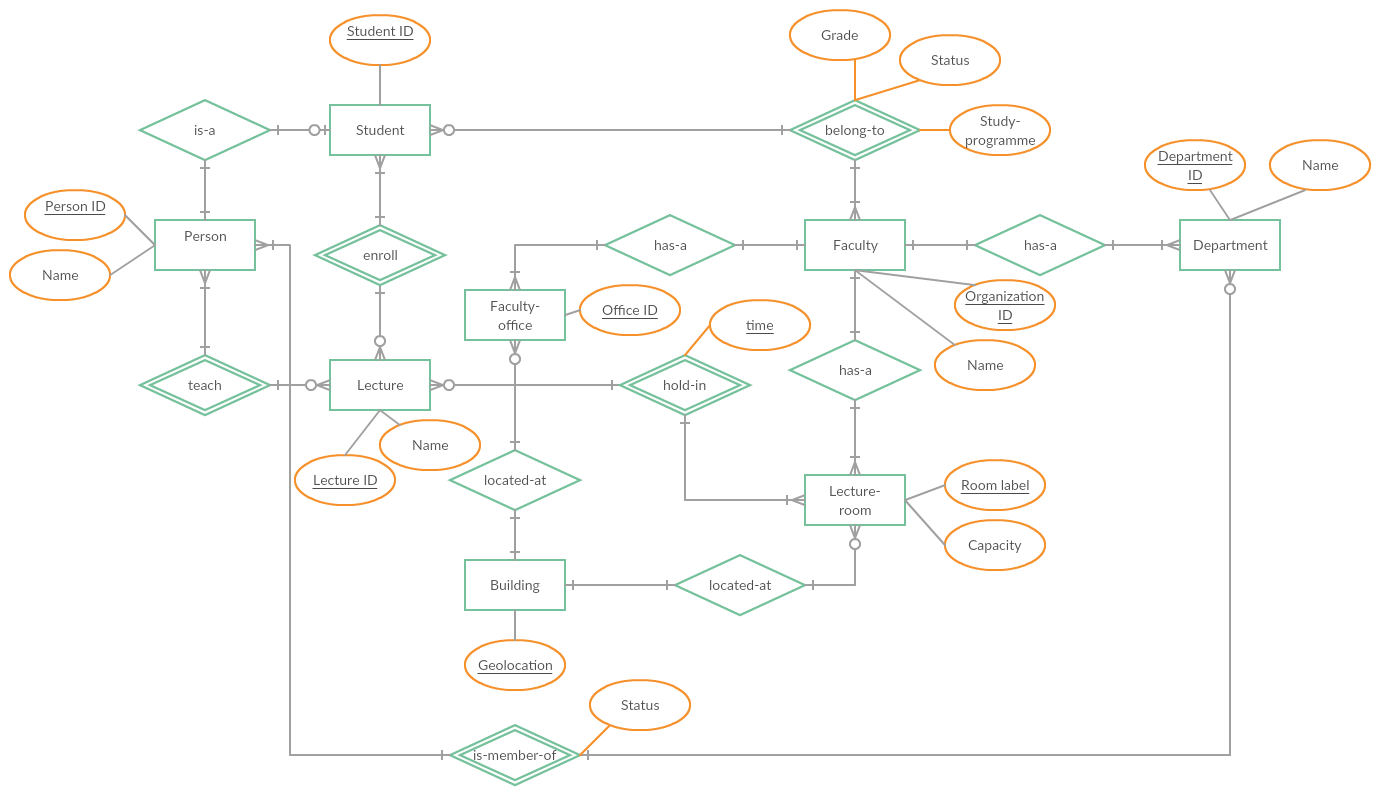 Student ID
Grade
Status
is-a
Student
belong-to
Study-
programme
Department
ID
Name
Person ID
Person
Name
enroll
has-a
Faculty
has-a
Department
Faculty-
office
Office ID
Organization
ID
time
Name
has-a
teach
Lecture
hold-in
Name
Lecture ID
located-at
Lecture-
room
Room label
Capacity
Building
located-at
Geolocation
Status
is-member-of